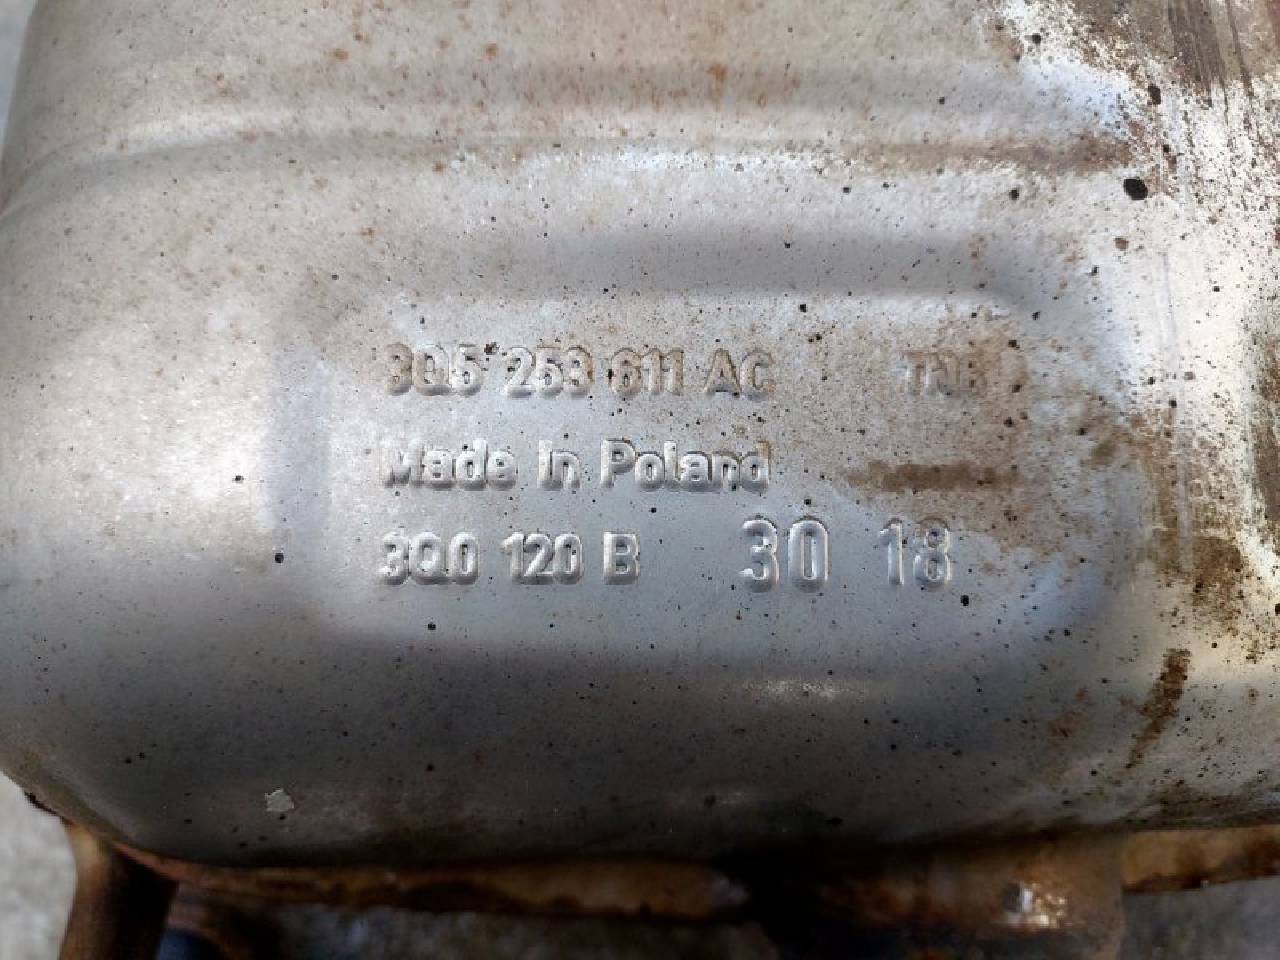 3Q5 253 611 AC
Made in Poland
3Q0 120 B 30 18